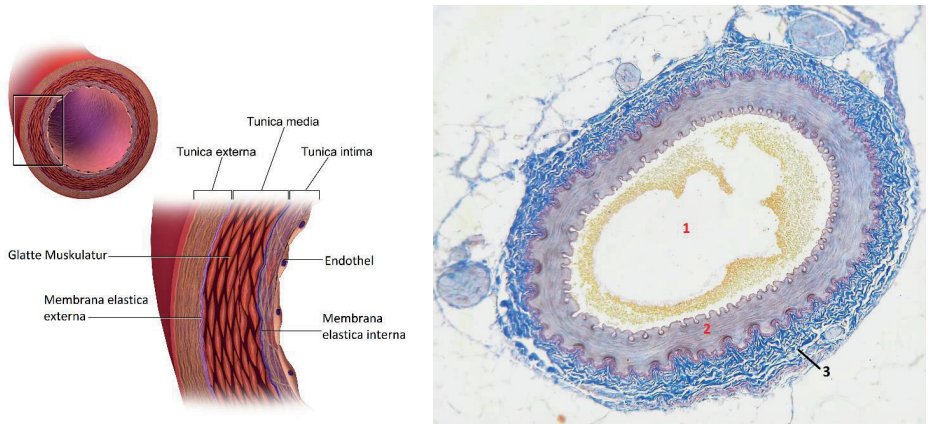 Tunica media
Tunica externa
Tunica intima
Glatte Muskulatur
Endothel
Membrana elastica
externa
Membrana
elastica interna
1
2
3